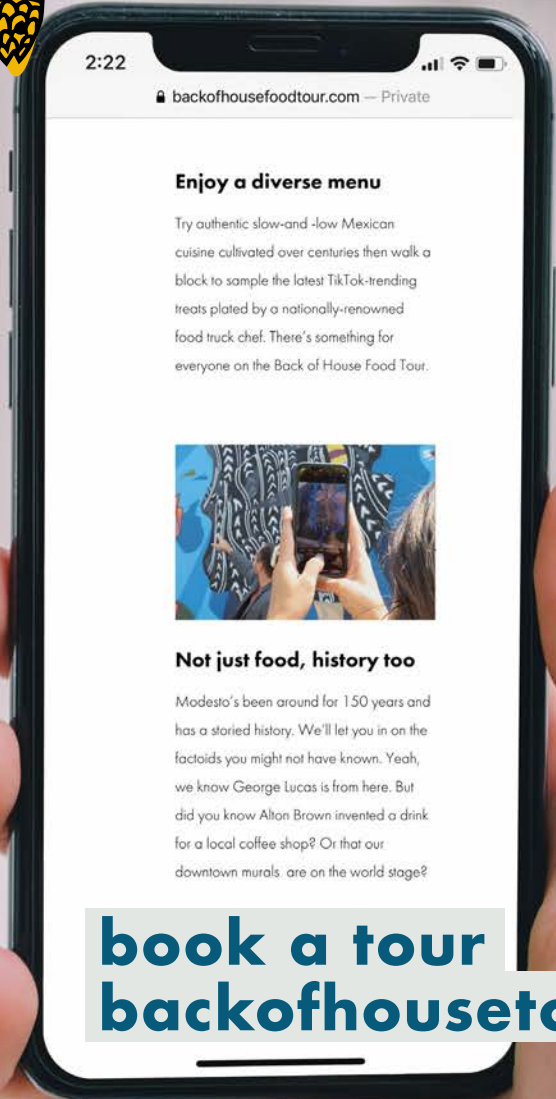 2:22
backofhousefoodtour.com — Private
Enjoy a diverse menu
Try authentic slow-and -low Mexican
cuisine cultivated over centuries then walk a
block to sample the latest TikTok-trending
treats plated by a nationally-renowned
food truck chef. There's something for
everyone on the Back of House Food Tour.
Not just food, history too
Modesto's been around for 150 years and
has a storied history. We'll let you in on the
factoids you might not have known. Yeah,
we know George Lucas is from here. But
did you know Alton Brown invented a drink
for a local coffee shop? Or that our
downtown murals are on the world stage?
book a tour